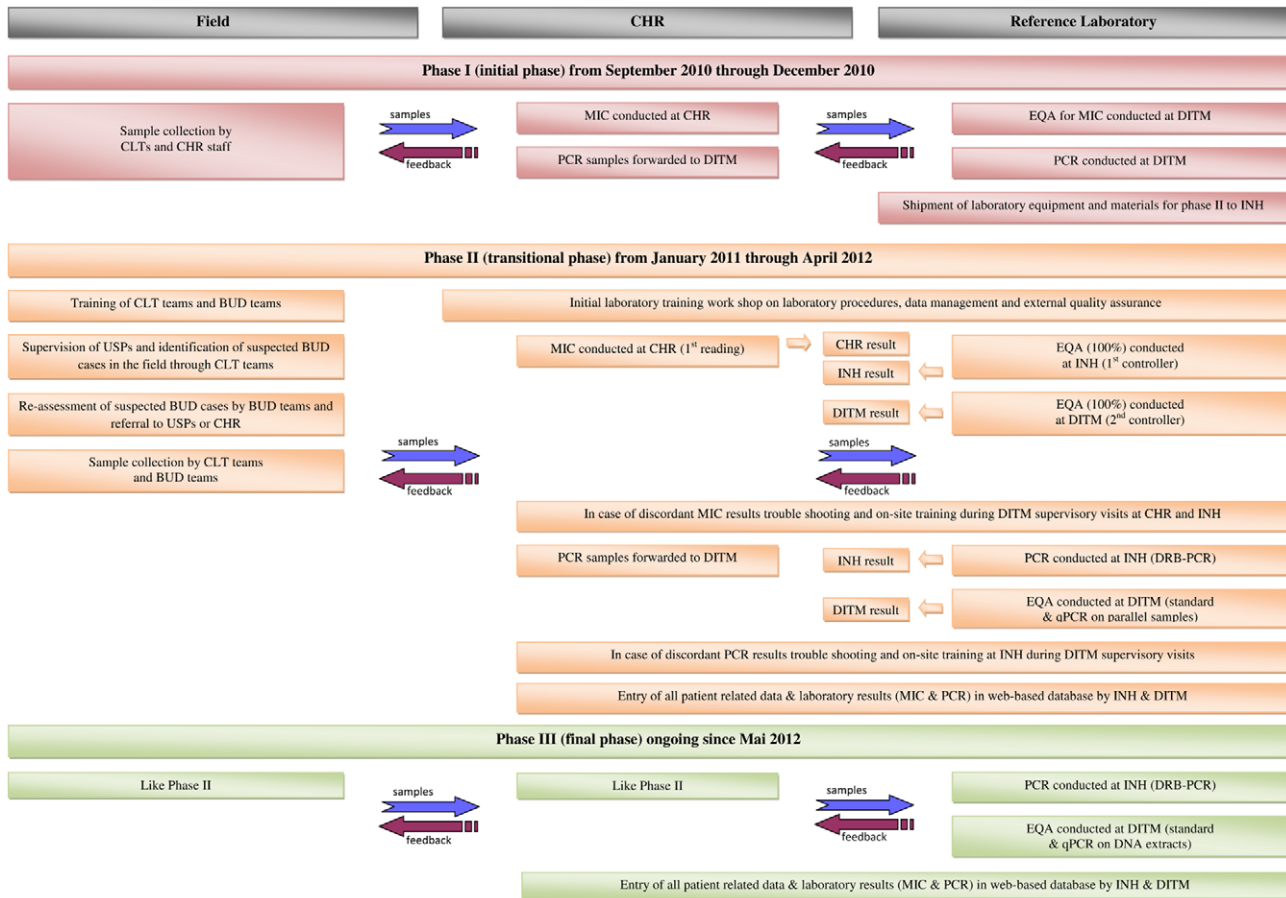 Field
CHR
Reference Laboratory
Phase I (initial phase) from September 2010 through December 2010
Sample collection by
CLTs and CHR staff
samples
feedback
MIC conducted at CHR
PCR samples forwarded to DITM
samples
feedback
EQA for MIC conducted at DITM
PCR conducted at DITM
Shipment of laboratory equipment and materials for phase II to INH
Phase II (transitional phase) from January 2011 through April 2012
Training of CLT teams and BUD teams
Initial laboratory training work shop on laboratory procedures, data management and external quality assurance
Supervision of USPs and identification of suspected BUD
cases in the field through CLT teams
MIC conducted at CHR (1st reading)
CHR result
INH result
EQA (100%) conducted
at INH (1st controller)
Re-assessment of suspected BUD cases by BUD teams and
referral to USPs or CHR
DITM result
EQA (100%) conducted
at DITM (2nd controller)
Sample collection by CLT teams
and BUD teams
samples
feedback
samples
feedback
In case of discordant MIC results trouble shooting and on-site training during DITM supervisory visits at CHR and INH
PCR samples forwarded to DITM
INH result
PCR conducted at INH (DRB-PCR)
DITM result
EQA conducted at DITM (standard
& qPCR on parallel samples)
In case of discordant PCR results trouble shooting and on-site training at INH during DITM supervisory visits
Entry of all patient related data & laboratory results (MIC & PCR) in web-based database by INH & DITM
Phase III (final phase) ongoing since Mai 2012
Like Phase II
samples
feedback
Like Phase II
samples
feedback
PCR conducted at INH (DRB-PCR)
EQA conducted at DITM (standard
& qPCR on DNA extracts)
Entry of all patient related data & laboratory results (MIC & PCR) in web-based database by INH & DITM